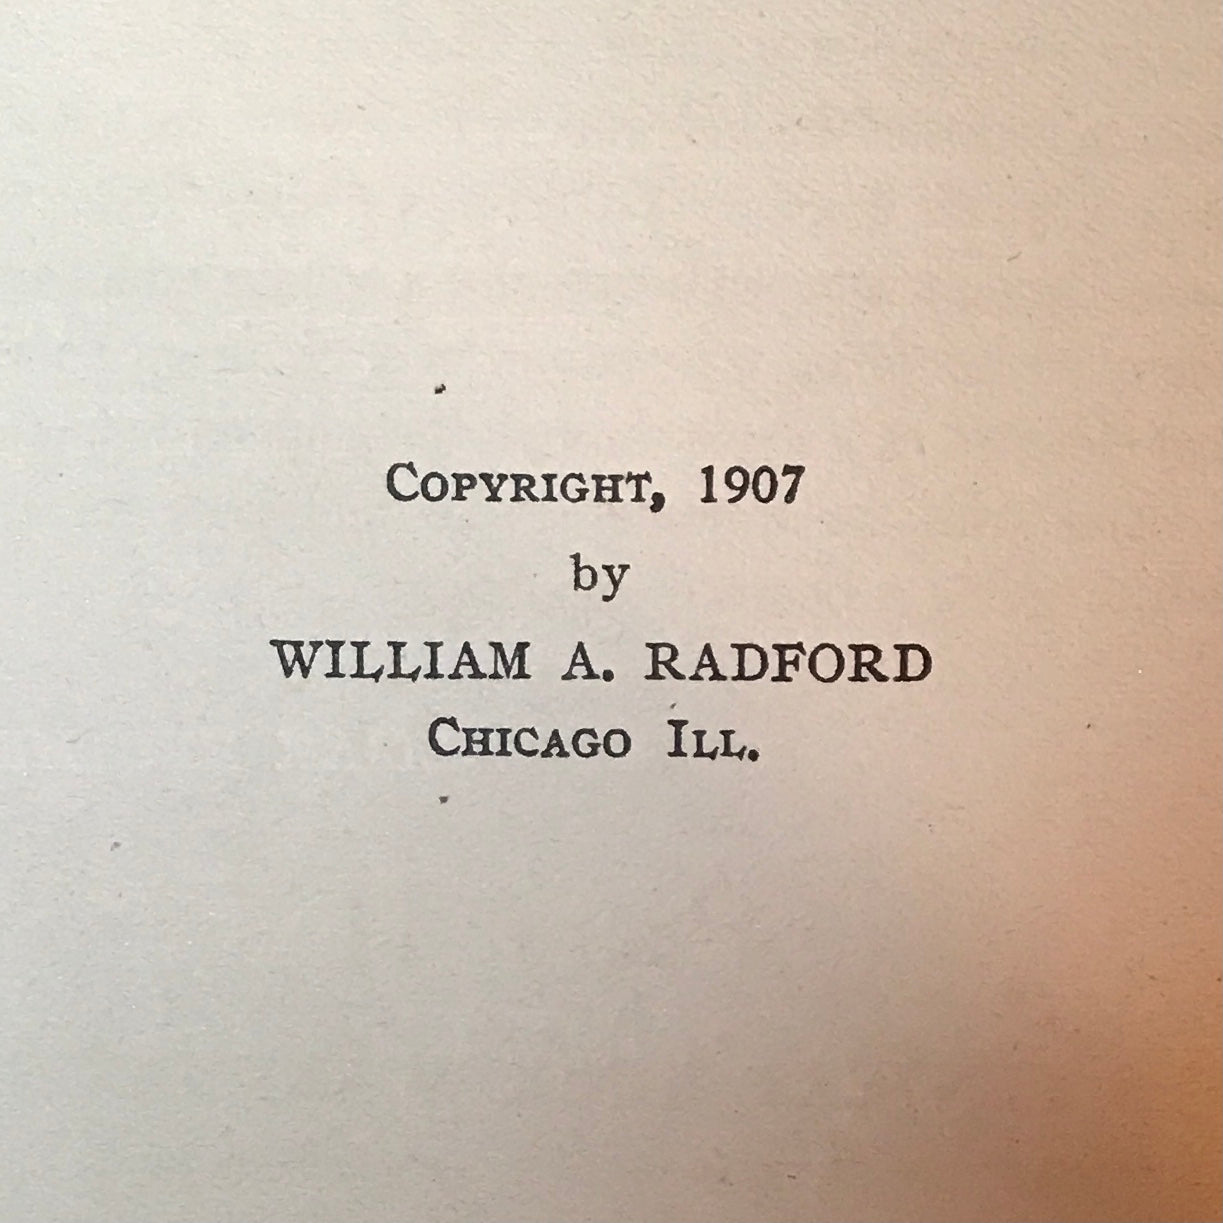 Copyright, 1907
by
WILLIAM A. RADFORD
Chicago Ill.